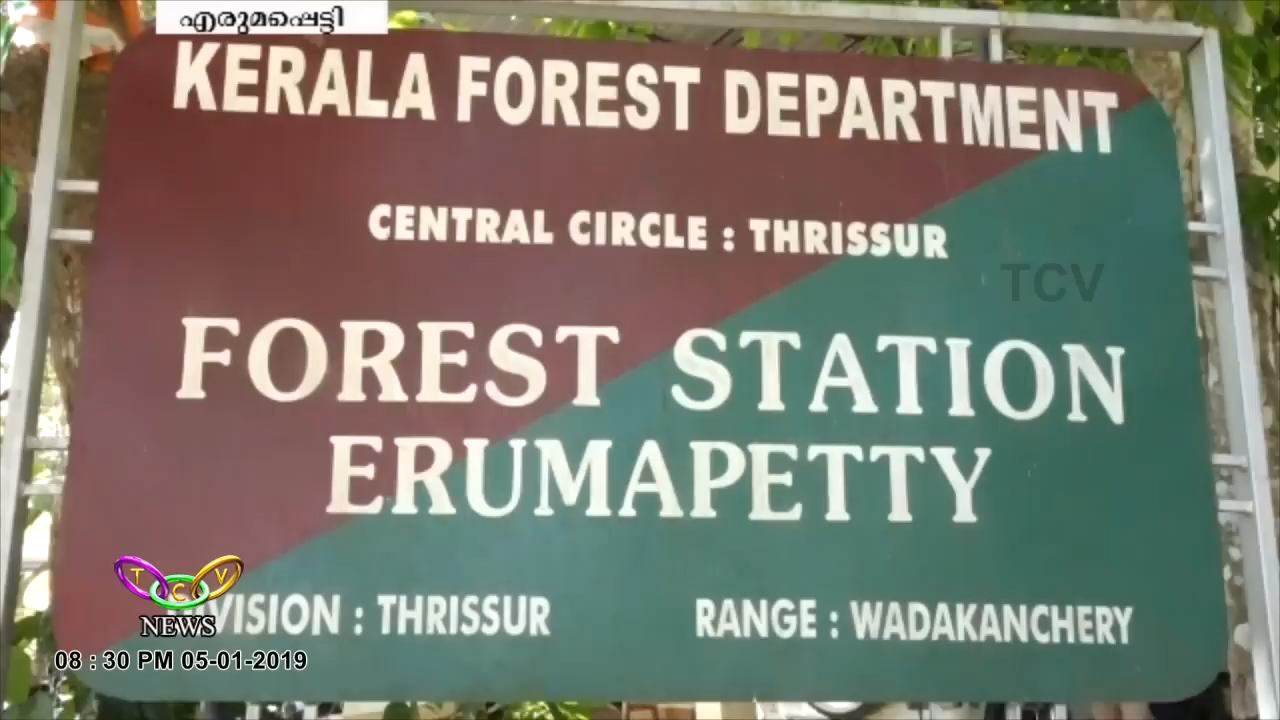 എരുമപ്പെട്ടി
KERALA FOREST DEPARTMENT
CENTRAL CIRCLE : THRISSUR
TCV
FOREST STATION
ERUMAPETTY
T C V
NEWS
DIVISION : THRISSUR RANGE : WADAKANCHERY
08 : 30 PM 05-01-2019